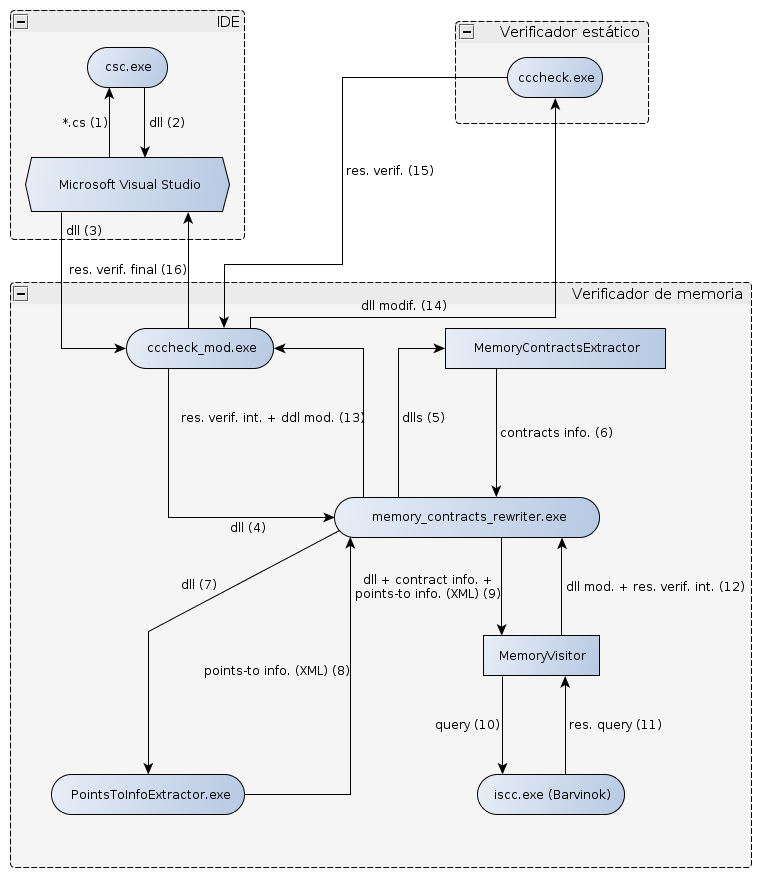 IDE
Verificador estático
csc.exe
cccheck.exe
*.cs (1)
dll (2)
Microsoft Visual Studio
res. verif. (15)
dll (3)
res. verif. final (16)
Verificador de memoria
dll modif. (14)
cccheck_mod.exe
MemoryContractsExtractor
res. verif. int. + ddl mod. (13)
dlls (5)
contracts info. (6)
memory_contracts_rewriter.exe
dll (4)
dll (7)
dll + contract info. +
points-to info. (XML) (9)
dll mod. + res. verif. int. (12)
MemoryVisitor
points-to info. (XML) (8)
query (10)
res. query (11)
PointsToInfoExtractor.exe
iscc.exe (Barvinok)